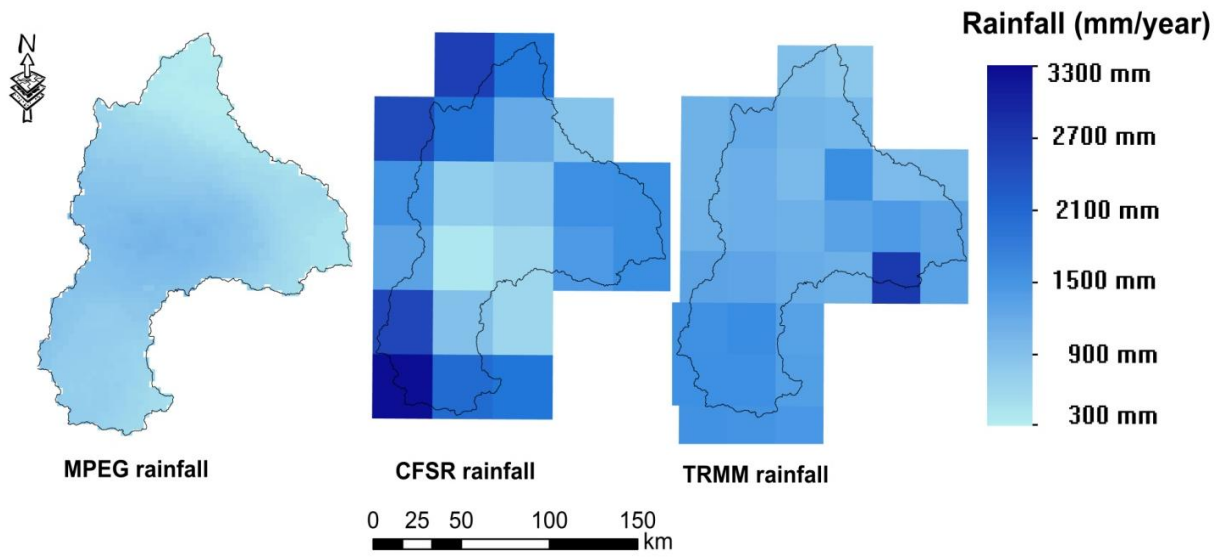 N
Rainfall (mm/year)
3300 mm
2700 mm
2100 mm
1500 mm
900 mm
300 mm
MPEG rainfall
CFSR rainfall
TRMM rainfall
0 25 50 100 150
km